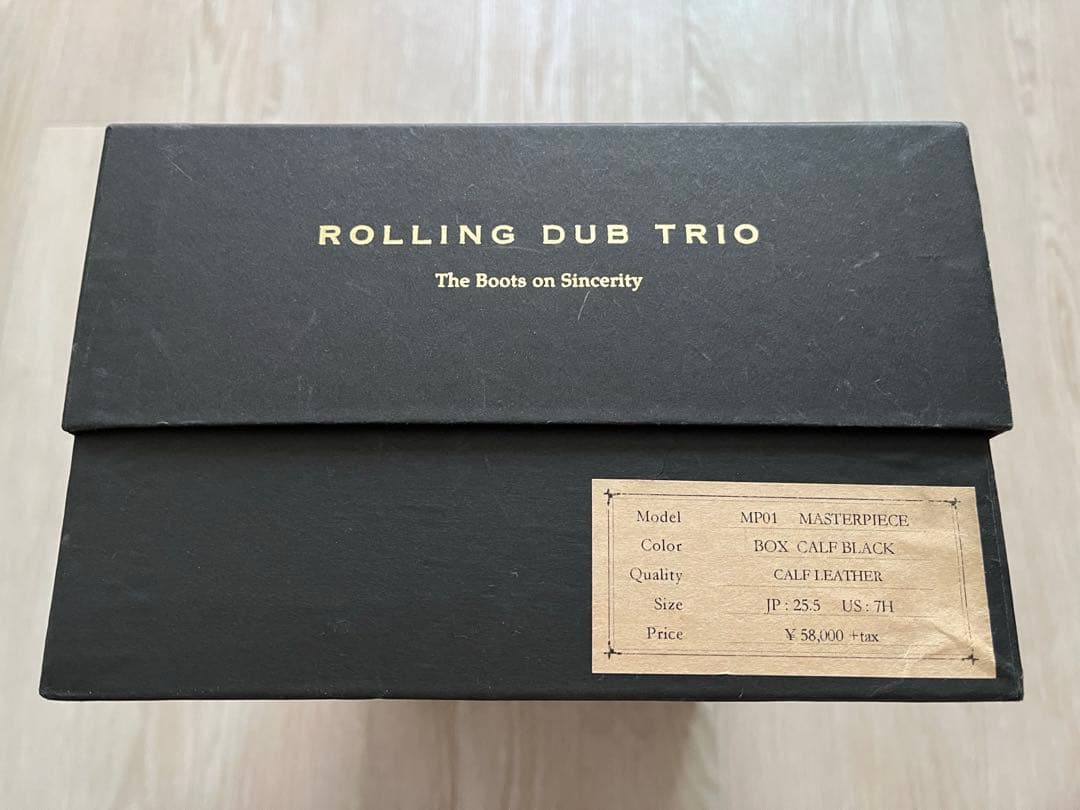 ROLLING DUB TRIO
The Boots on Sincerity
Model MP01 MASTERPIECE
Color BOX CALF BLACK
Quality CALF LEATHER
Size JP : 25.5 US : 7H
Price ¥ 58,000 +tax